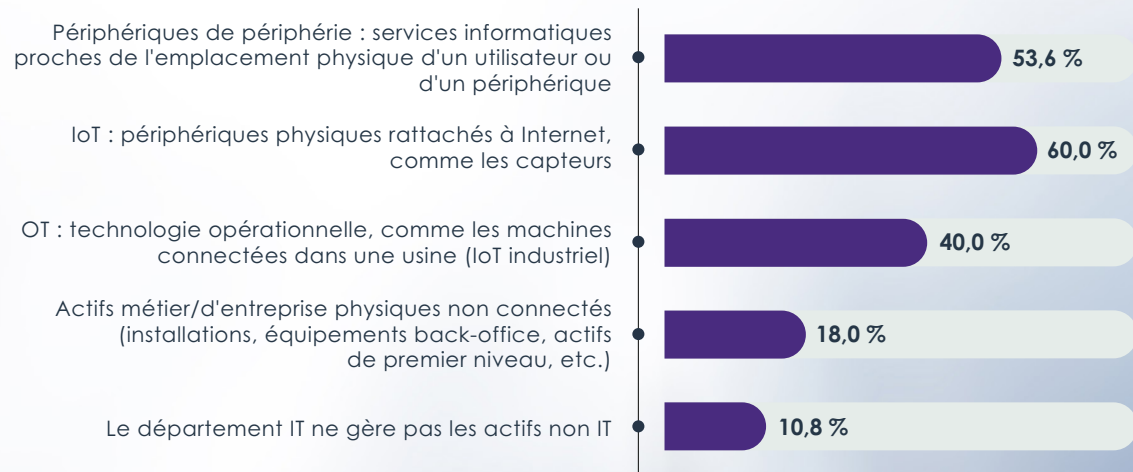 Périphériques de périphérie : services informatiques
proches de l'emplacement physique d'un utilisateur ou
d'un périphérique
53,6 %
IoT : périphériques physiques rattachés à Internet,
comme les capteurs
60,0 %
OT : technologie opérationnelle, comme les machines
connectées dans une usine (IoT industriel)
40,0 %
Actifs métier/d'entreprise physiques non connectés
(installations, équipements back-office, actifs
de premier niveau, etc.)
18,0 %
Le département IT ne gère pas les actifs non IT
10,8 %